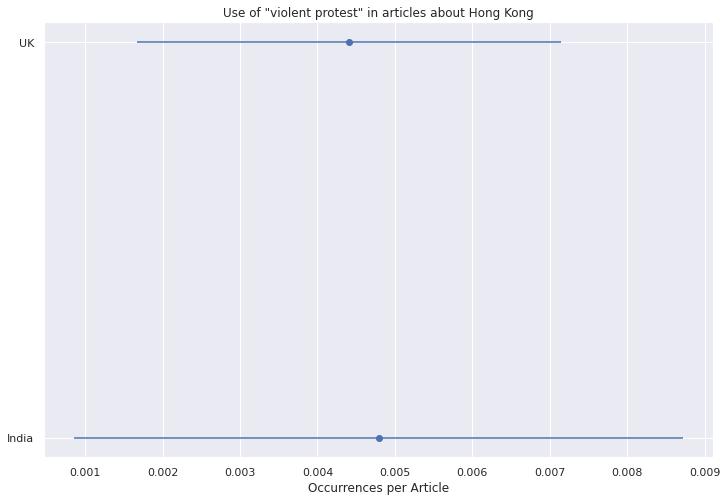 Use of "violent protest" in articles about Hong Kong
UK
India
0.001 0.002 0.003 0.004 0.005 0.006 0.007 0.008 0.009
Occurrences per Article